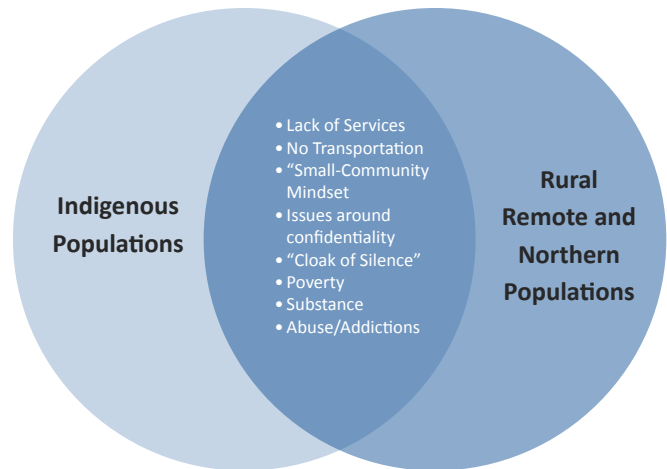 Indigenous
Populations
• Lack of Services
• No Transportation
• “Small-Community
Mindset
• Issues around
confidentiality
• “Cloak of Silence”
• Poverty
• Substance
• Abuse/Addictions
Rural
Remote and
Northern
Populations